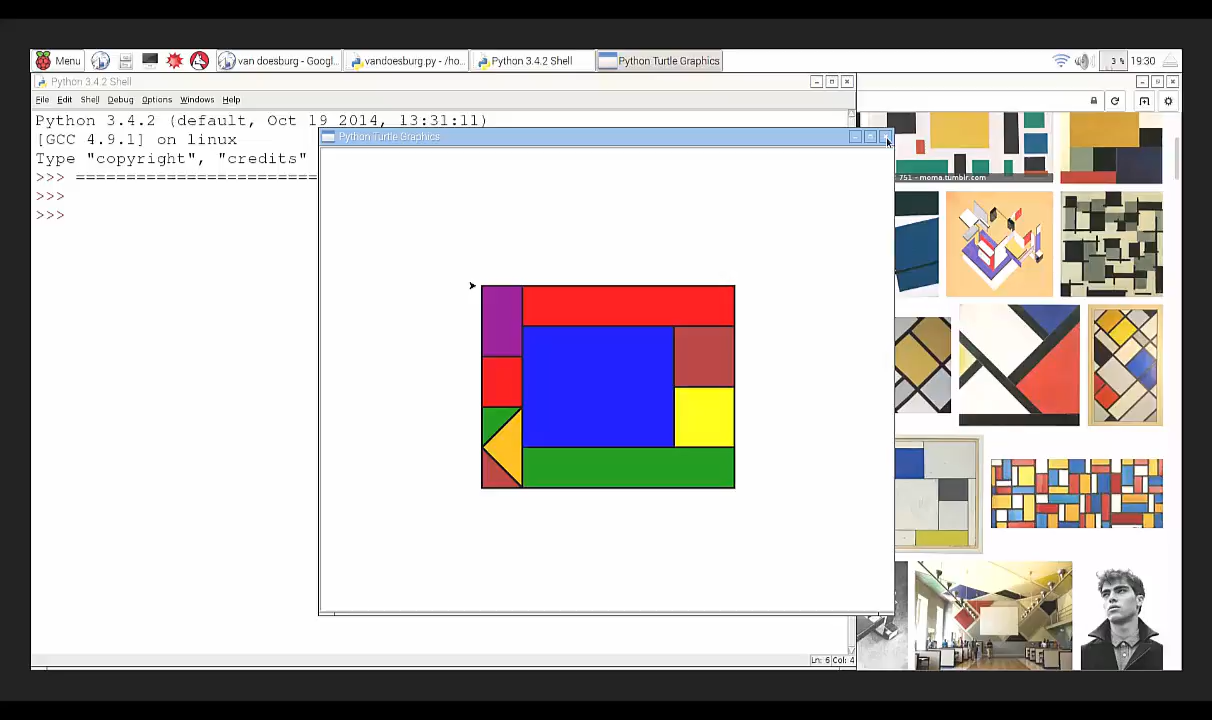 Menu
van doesburg - Googl...
vandoesburg.py - /ho...
Python 3.4.2 Shell
Python Turtle Graphics
3 %
19:30
Python 3.4.2 Shell
File Edit Shell Debug Options Windows Help
Python 3.4.2 (default, Oct 19 2014, 13:31:11)
[GCC 4.9.1] on linux
Type "copyright", "credits"
>>> ========================
>>>
>>>
Python Turtle Graphics
751 - moma.tumblr.com
Ln: 6 Col: 4